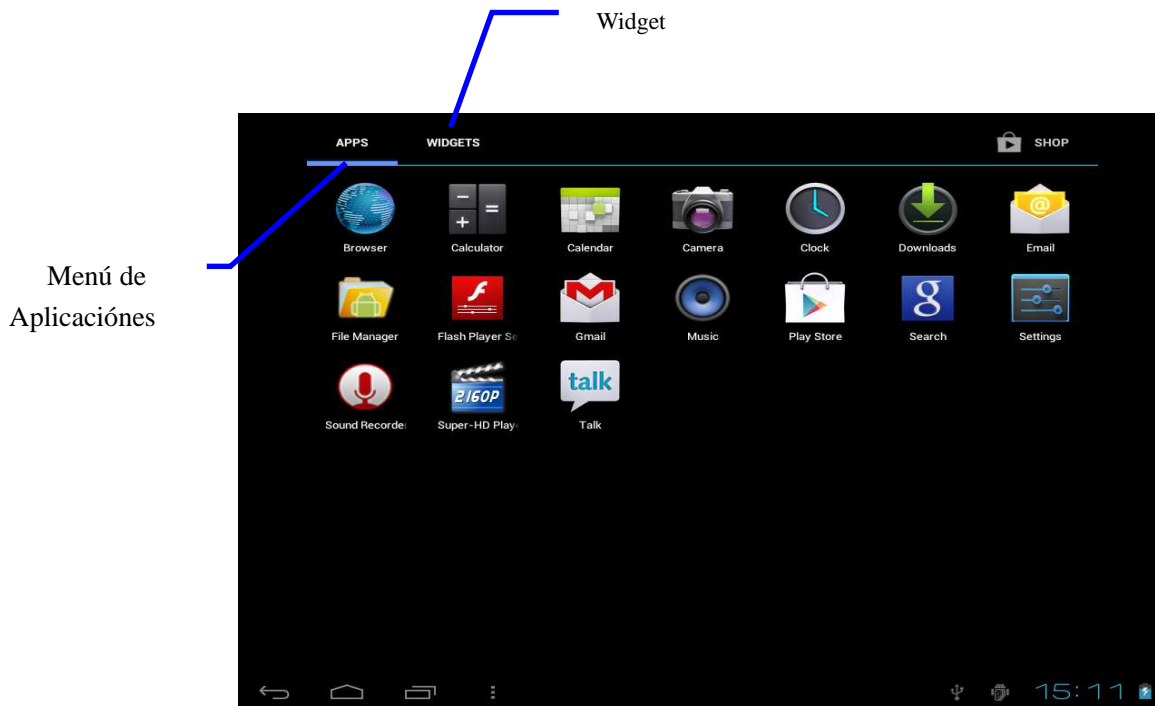 Widget
APPS WIDGETS SHOP
Browser Calculator Calendar Camera Clock Downloads Email
Menú de
Aplicaciónes
File Manager Flash Player Se Gmail Music Play Store Search Settings
2160P talk
Sound Recorder Super-HD Play Talk
15:11